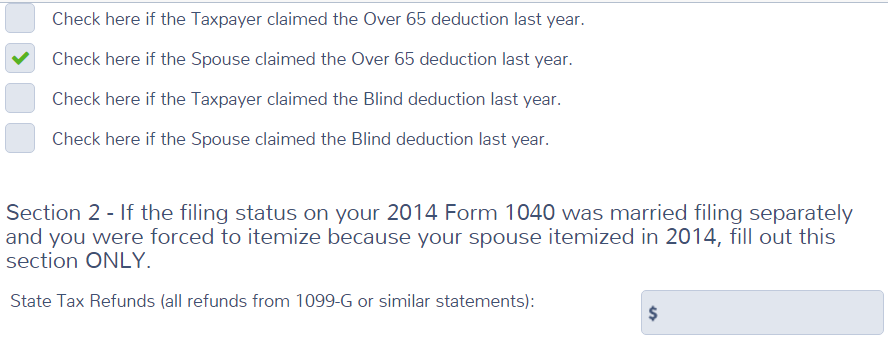 Check here if the Taxpayer claimed the Over 65 deduction last year.
Check here if the Spouse claimed the Over 65 deduction last year.
Check here if the Taxpayer claimed the Blind deduction last year.
Check here if the Spouse claimed the Blind deduction last year.
Section 2 - If the filing status on your 2014 Form 1040 was married filing separately
and you were forced to itemize because your spouse itemized in 2014, fill out this
section ONLY.
State Tax Refunds (all refunds from 1099-G or similar statements):
$